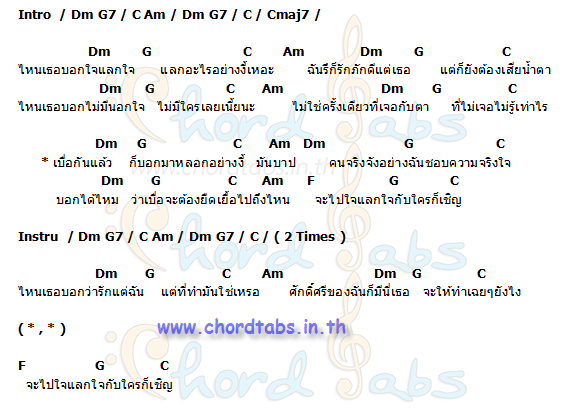 Intro / Dm G7 / C Am / Dm G7 / C / Cmaj7 /
Dm G C Am Dm G C
ไหนเธอบอกใจแลกใจ แลกอะไรอย่างงี้เหอะ ฉันรึก็รักภักดีแต่เธอ แต่ก็ยังต้องเสียน้ำตา
Dm G C Am Dm G C
ไหนเธอบอกไม่มีนอกใจ ไม่มีใครเลยเนี้ยนะ ไม่ใช่ครั้งเดียวที่เจอกับตา ที่ไม่เจอไม่รู้เท่าไร
Dm G C Am Dm G C
* เบื่อกันแล้ว ก็บอกมาหลอกอย่างงี้ มันบาป คนจริงจังอย่างฉันชอบความจริงใจ
Dm G C Am F G C
บอกได้ไหม ว่าเบื่อจะต้องยืดเยื้อไปถึงไหน จะไปใจแลกใจกับใครก็เชิญ
Instru / Dm G7 / C Am / Dm G7 / C / ( 2 Times )
Dm G C Am Dm G C
ไหนเธอบอกว่ารักแต่ฉัน แต่ที่ทำมันใช่เหรอ ศักดิ์ศรีของฉันก็มีนี่เธอ จะให้ทำเฉยๆยังไง
( * , * )
www.chordtabs.in.th
F G C
จะไปใจแลกใจกับใครก็เชิญ